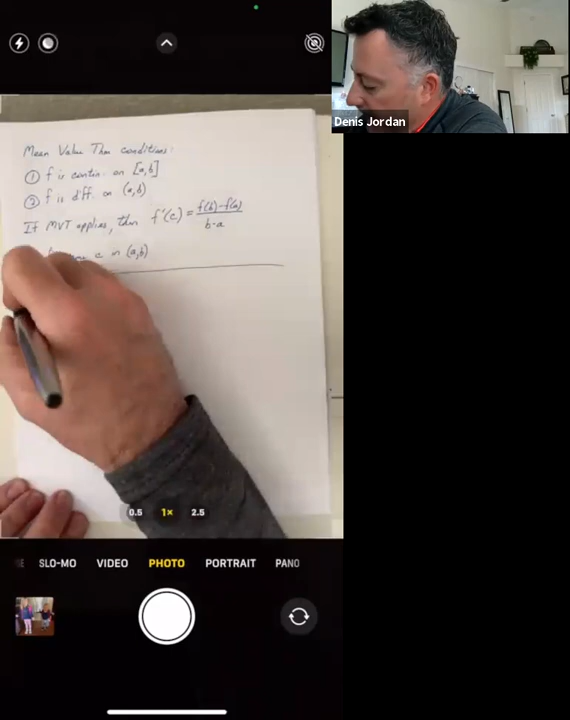 Denis Jordan
Mean Value Thm conditions:
① f is contin. on [a,b]
② f is diff. on (a,b)
If MVT applies, then f'(c) = f(b)-f(a)
b-a
c in (a,b)
0.5 1× 2.5
SLO-MO VIDEO PHOTO PORTRAIT PANO